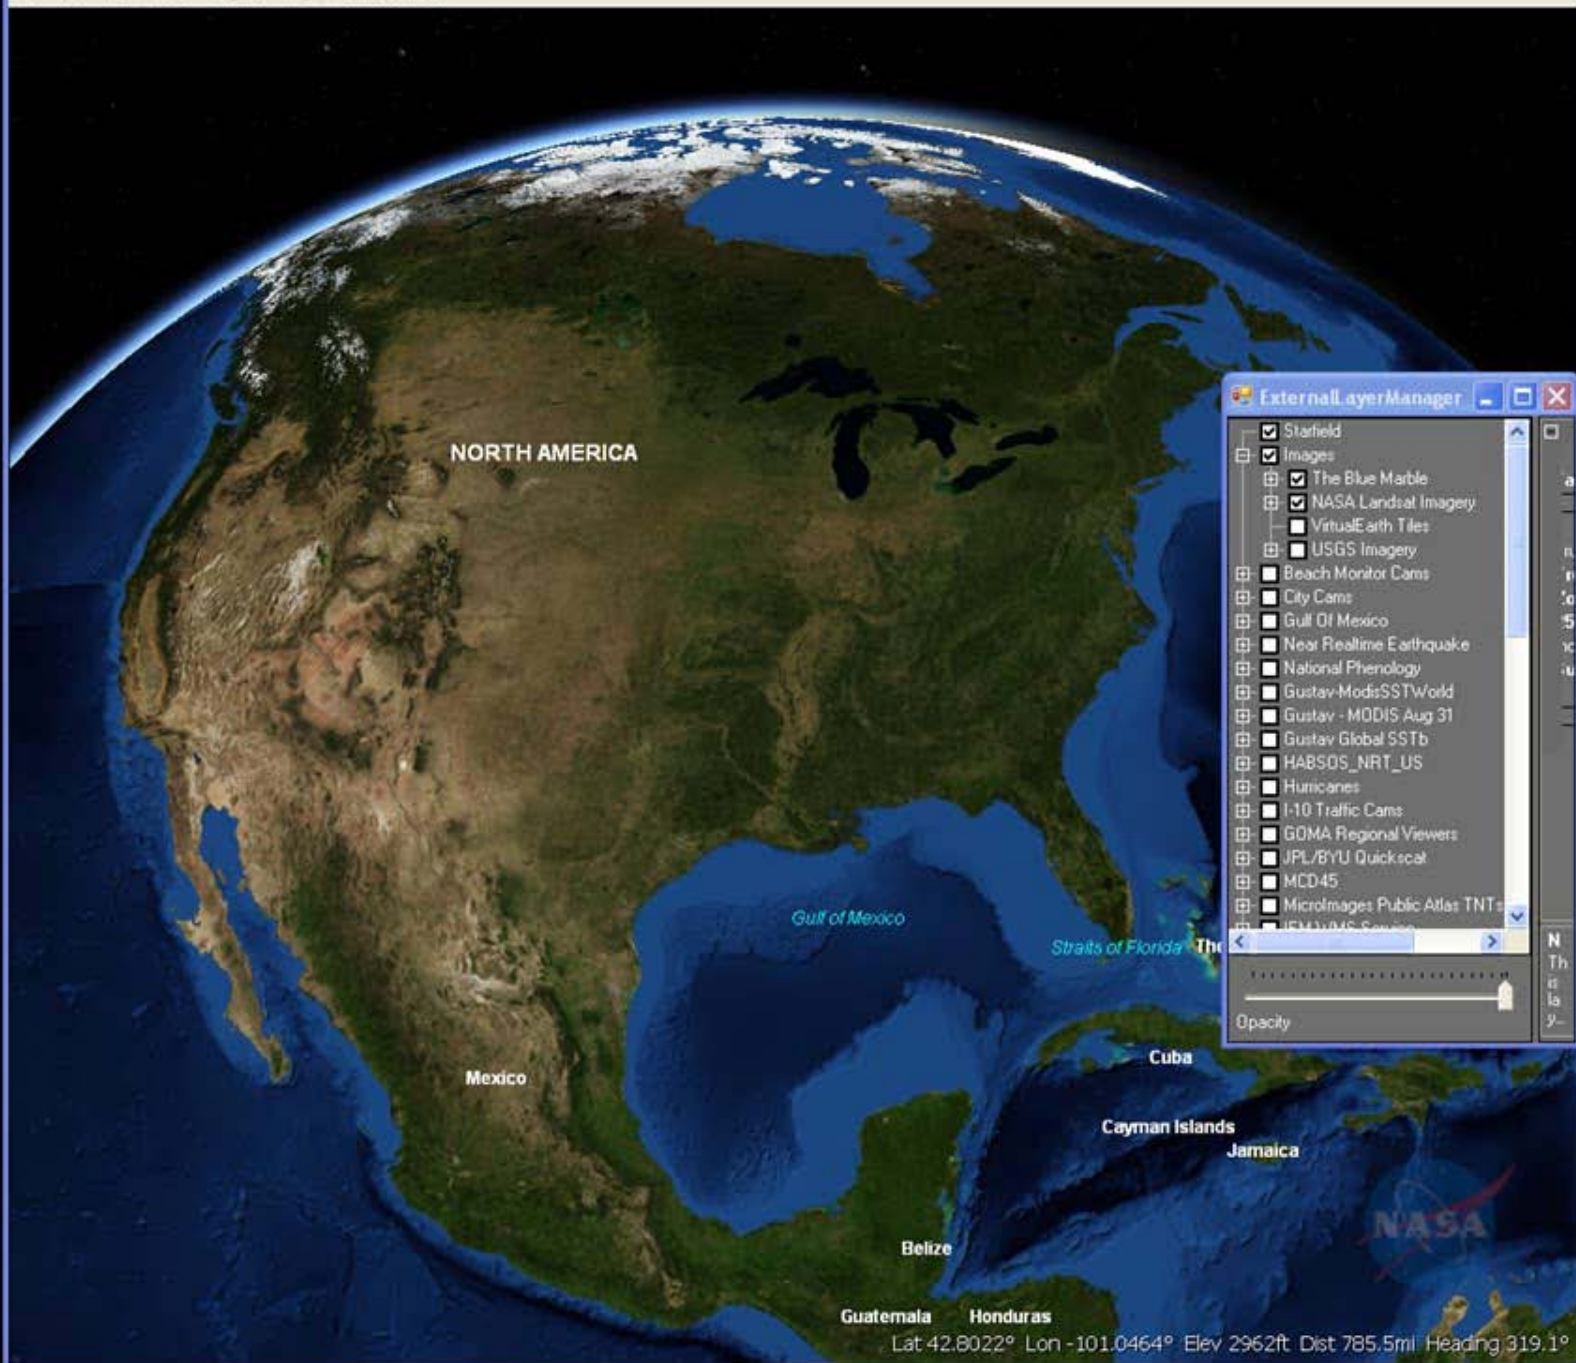 NORTH AMERICA
Gulf of Mexico
Straits of Florida
Mexico
Cuba
Cayman Islands
Jamaica
Belize
Guatemala
Honduras
NASA
Lat 42.8022° Lon -101.0464° Elev 2962ft Dist 785.5mi Heading 319.1°
ExternalLayerManager
Starfield
Images
The Blue Marble
NASA Landsat Imagery
VirtualEarth Tiles
USGS Imagery
Beach Monitor Cams
City Cams
Gulf Of Mexico
Near Realtime Earthquake
National Phenology
Gustav-ModisSSTWorld
Gustav - MODIS Aug 31
Gustav Global SSTb
HABSOS_NRT_US
Hurricanes
I-10 Traffic Cams
GOMA Regional Viewers
JPL/BYU Quickscat
MCD45
MicroImages Public Atlas TNTs
Opacity
N
Th
is
la
y...